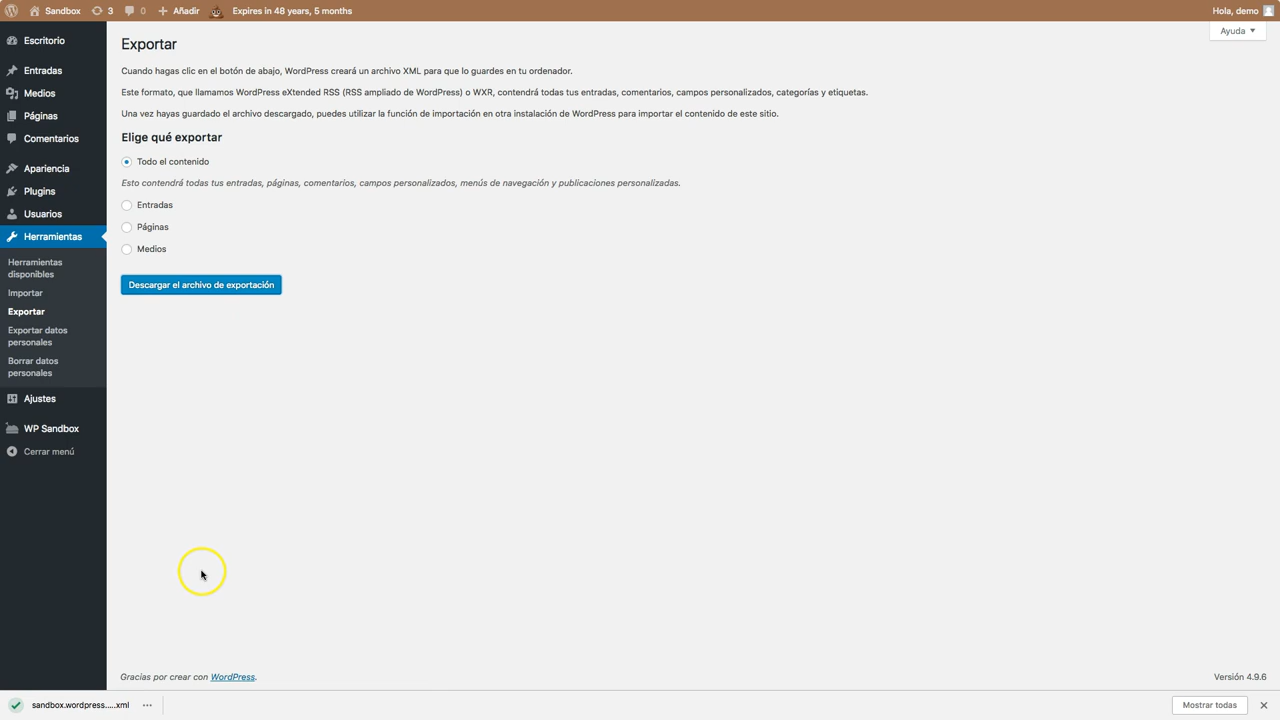 Sandbox 3 0 Añadir Expires in 48 years, 5 months Hola, demo
Ayuda
Escritorio
Entradas
Medios
Páginas
Comentarios
Apariencia
Plugins
Usuarios
Herramientas
Herramientas
disponibles
Importar
Exportar
Exportar datos
personales
Borrar datos
personales
Ajustes
WP Sandbox
Cerrar menú
Exportar
Cuando hagas clic en el botón de abajo, WordPress creará un archivo XML para que lo guardes en tu ordenador.
Este formato, que llamamos WordPress eXtended RSS (RSS ampliado de WordPress) o WXR, contendrá todas tus entradas, comentarios, campos personalizados, categorías y etiquetas.
Una vez hayas guardado el archivo descargado, puedes utilizar la función de importación en otra instalación de WordPress para importar el contenido de este sitio.
Elige qué exportar
Todo el contenido
Esto contendrá todas tus entradas, páginas, comentarios, campos personalizados, menús de navegación y publicaciones personalizadas.
Entradas
Páginas
Medios
Descargar el archivo de exportación
Gracias por crear con WordPress.
Versión 4.9.6
sandbox.wordpress.....xml
Mostrar todas